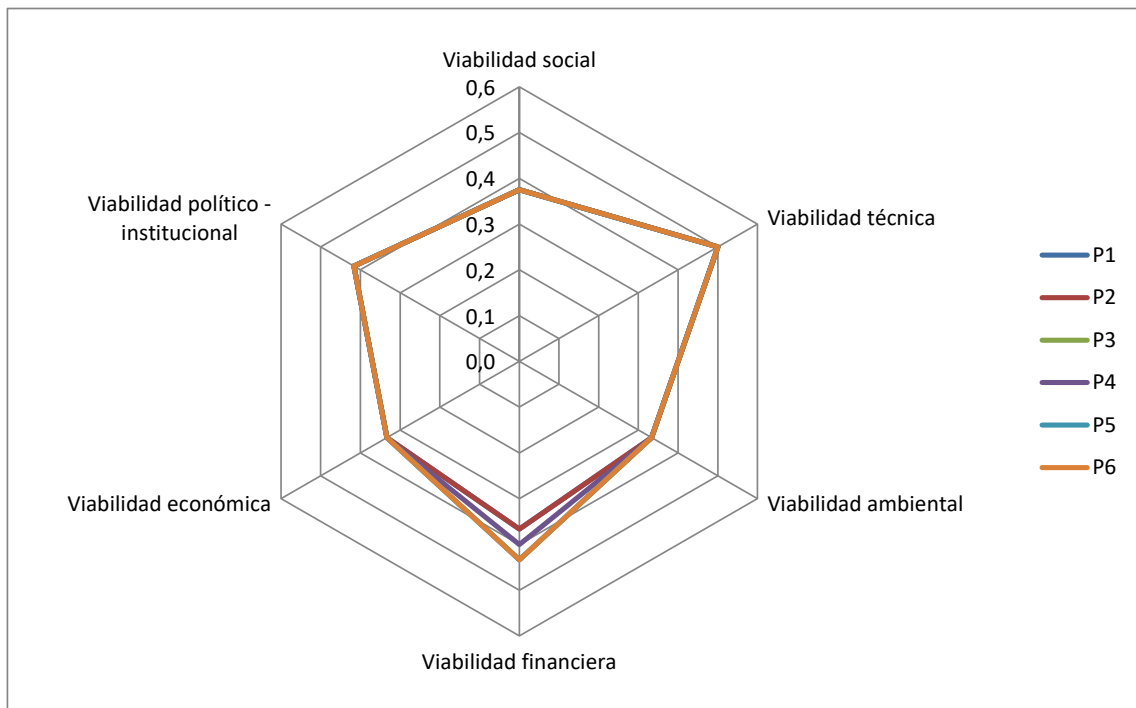 Viabilidad social
0,6
0,5
0,4
0,3
0,2
0,1
0,0
Viabilidad técnica
Viabilidad ambiental
Viabilidad financiera
Viabilidad económica
Viabilidad político -
institucional
P1
P2
P3
P4
P5
P6